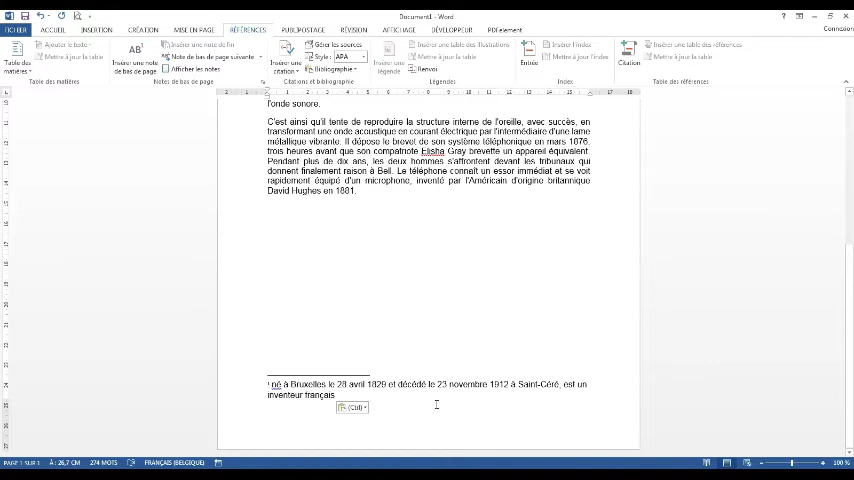 Document1 - Word
FICHIER ACCUEIL INSERTION CRÉATION MISE EN PAGE RÉFÉRENCES PUBLIPOSTAGE RÉVISION AFFICHAGE DÉVELOPPEUR PDFelement Connexion
Table des matières
Ajouter le texte
Mettre à jour la table
Table des matières
AB¹
Insérer une note de bas de page
Insérer une note de fin
Note de bas de page suivante
Afficher les notes
Notes de bas de page
Insérer une citation
Gérer les sources
Style : APA
Bibliographie
Citations et bibliographie
Insérer une légende
Insérer une table des illustrations
Mettre à jour la table
Renvoi
Légendes
Entrée
Insérer l'index
Mettre à jour l'index
Index
Citation
Insérer une table des références
Mettre à jour la table
Table des références
l'onde sonore.
C'est ainsi qu'il tente de reproduire la structure interne de l'oreille, avec succès, en
transformant une onde acoustique en courant électrique par l'intermédiaire d'une lame
métallique vibrante. Il dépose le brevet de son système téléphonique en mars 1876,
trois heures avant que son compatriote Elisha Gray brevette un appareil équivalent.
Pendant plus de dix ans, les deux hommes s'affrontent devant les tribunaux qui
donnent finalement raison à Bell. Le téléphone connaît un essor immédiat et se voit
rapidement équipé d'un microphone, inventé par l'Américain d'origine britannique
David Hughes en 1881.
¹ né à Bruxelles le 28 avril 1829 et décédé le 23 novembre 1912 à Saint-Céré, est un
inventeur français
(Ctrl)
PAGE 1 SUR 1 À : 26,7 CM 274 MOTS FRANÇAIS (BELGIQUE) 100 %